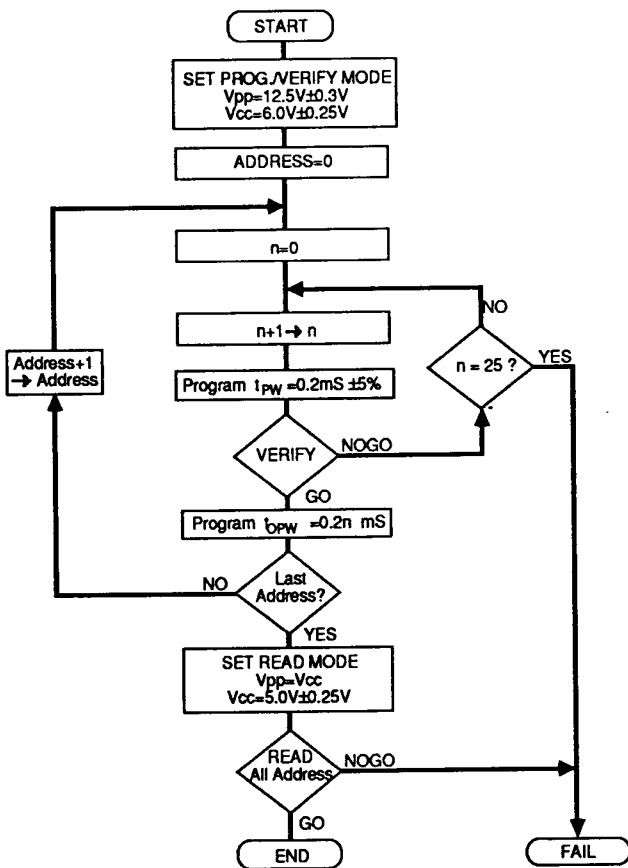 START
SET PROG./VERIFY MODE
Vpp=12.5V±0.3V
Vcc=6.0V±0.25V
ADDRESS=0
n=0
NO
n+1→ n
n = 25 ?
YES
Address+1
→ Address
Program tPW =0.2mS ±5%
VERIFY
NOGO
GO
Program tOPW =0.2n mS
NO
Last
Address?
YES
SET READ MODE
Vpp=Vcc
Vcc=5.0V±0.25V
READ
All Address
NOGO
GO
END
FAIL